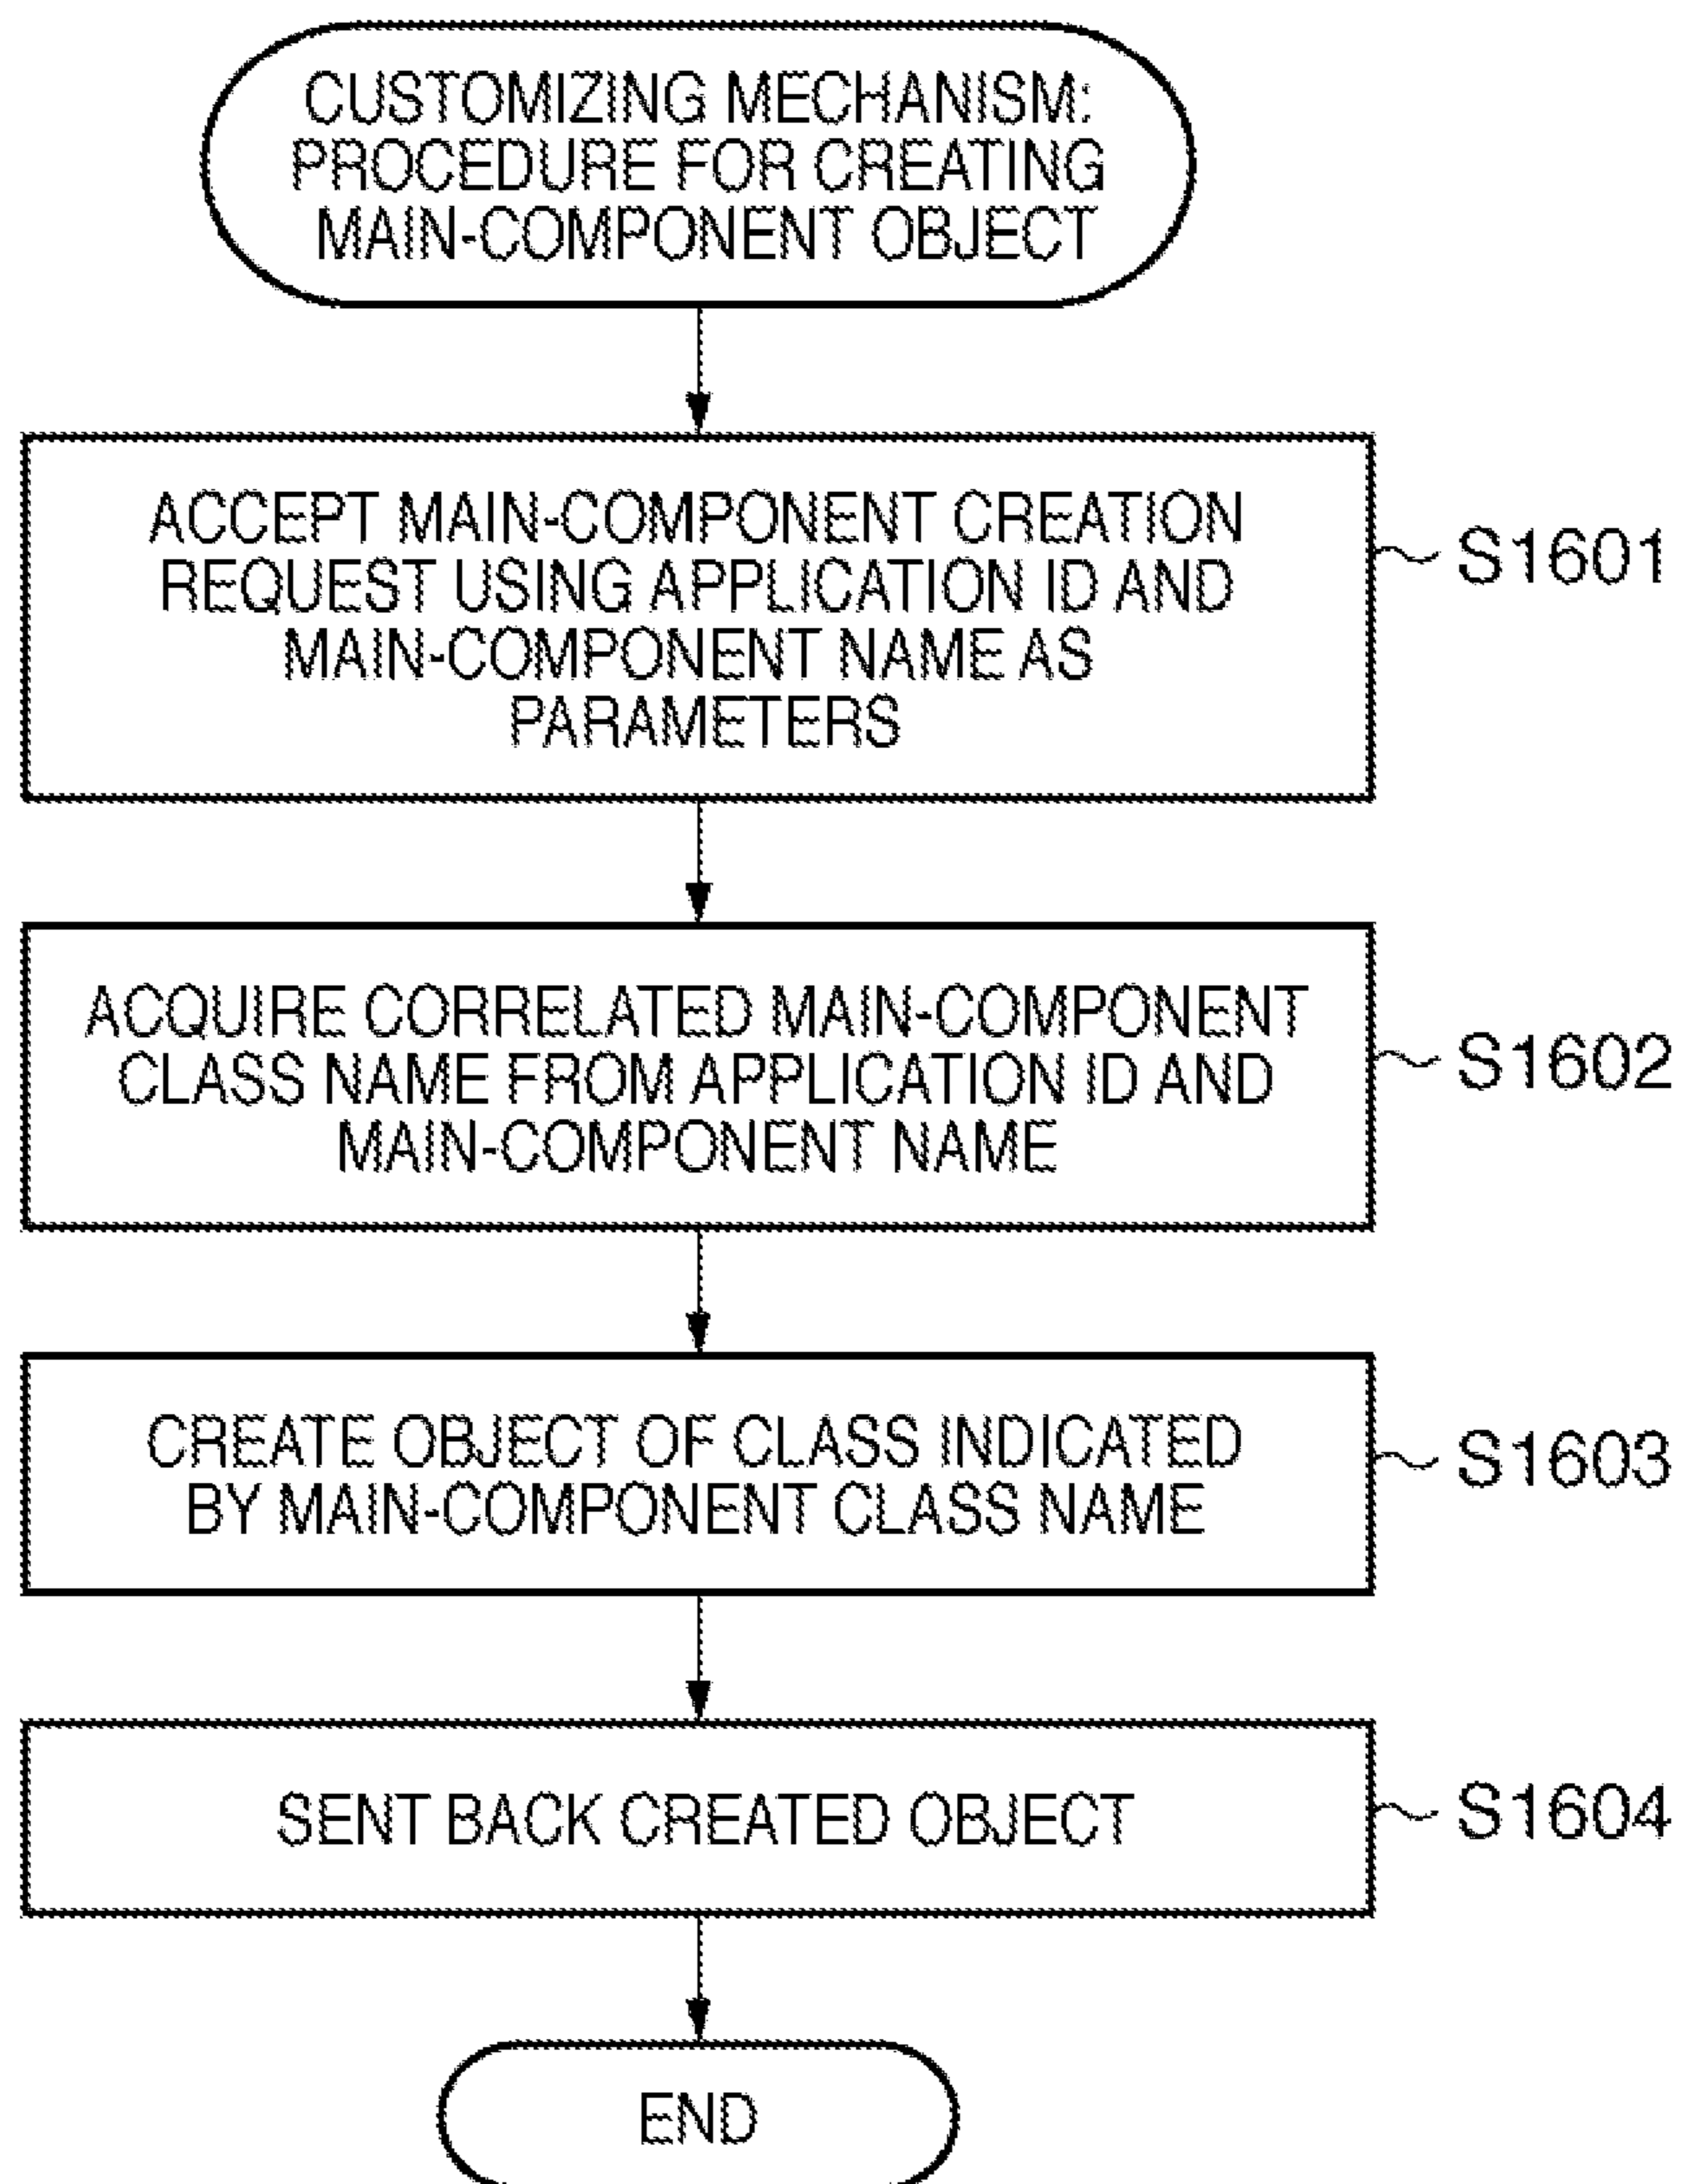 CUSTOMIZING MECHANISM:
PROCEDURE FOR CREATING
MAIN-COMPONENT OBJECT
ACCEPT MAIN-COMPONENT CREATION
REQUEST USING APPLICATION ID AND
MAIN-COMPONENT NAME AS
PARAMETERS
S1601
ACQUIRE CORRELATED MAIN-COMPONENT
CLASS NAME FROM APPLICATION ID AND
MAIN-COMPONENT NAME
S1602
CREATE OBJECT OF CLASS INDICATED
BY MAIN-COMPONENT CLASS NAME
S1603
SENT BACK CREATED OBJECT
S1604
END